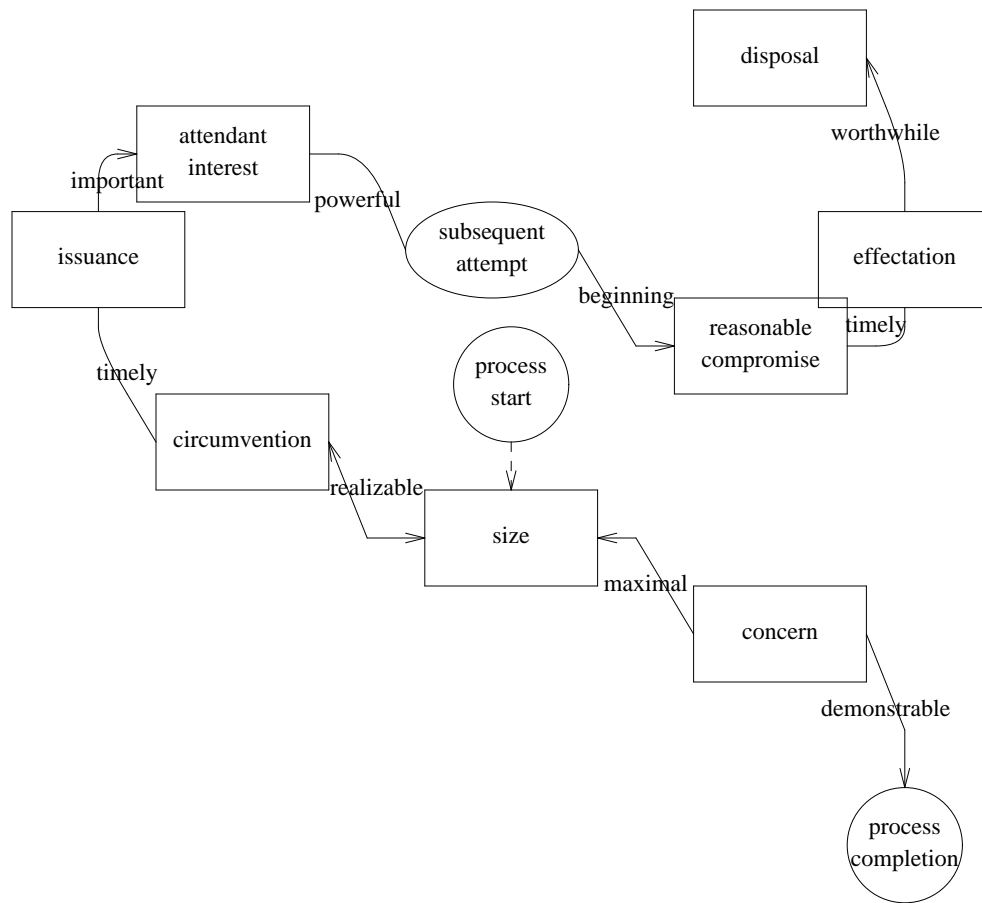 disposal
worthwhile
attendant
interest
important
powerful
subsequent
attempt
issuance
effectation
beginning
reasonable
compromise
timely
process
start
timely
circumvention
realizable
size
maximal
concern
demonstrable
process
completion